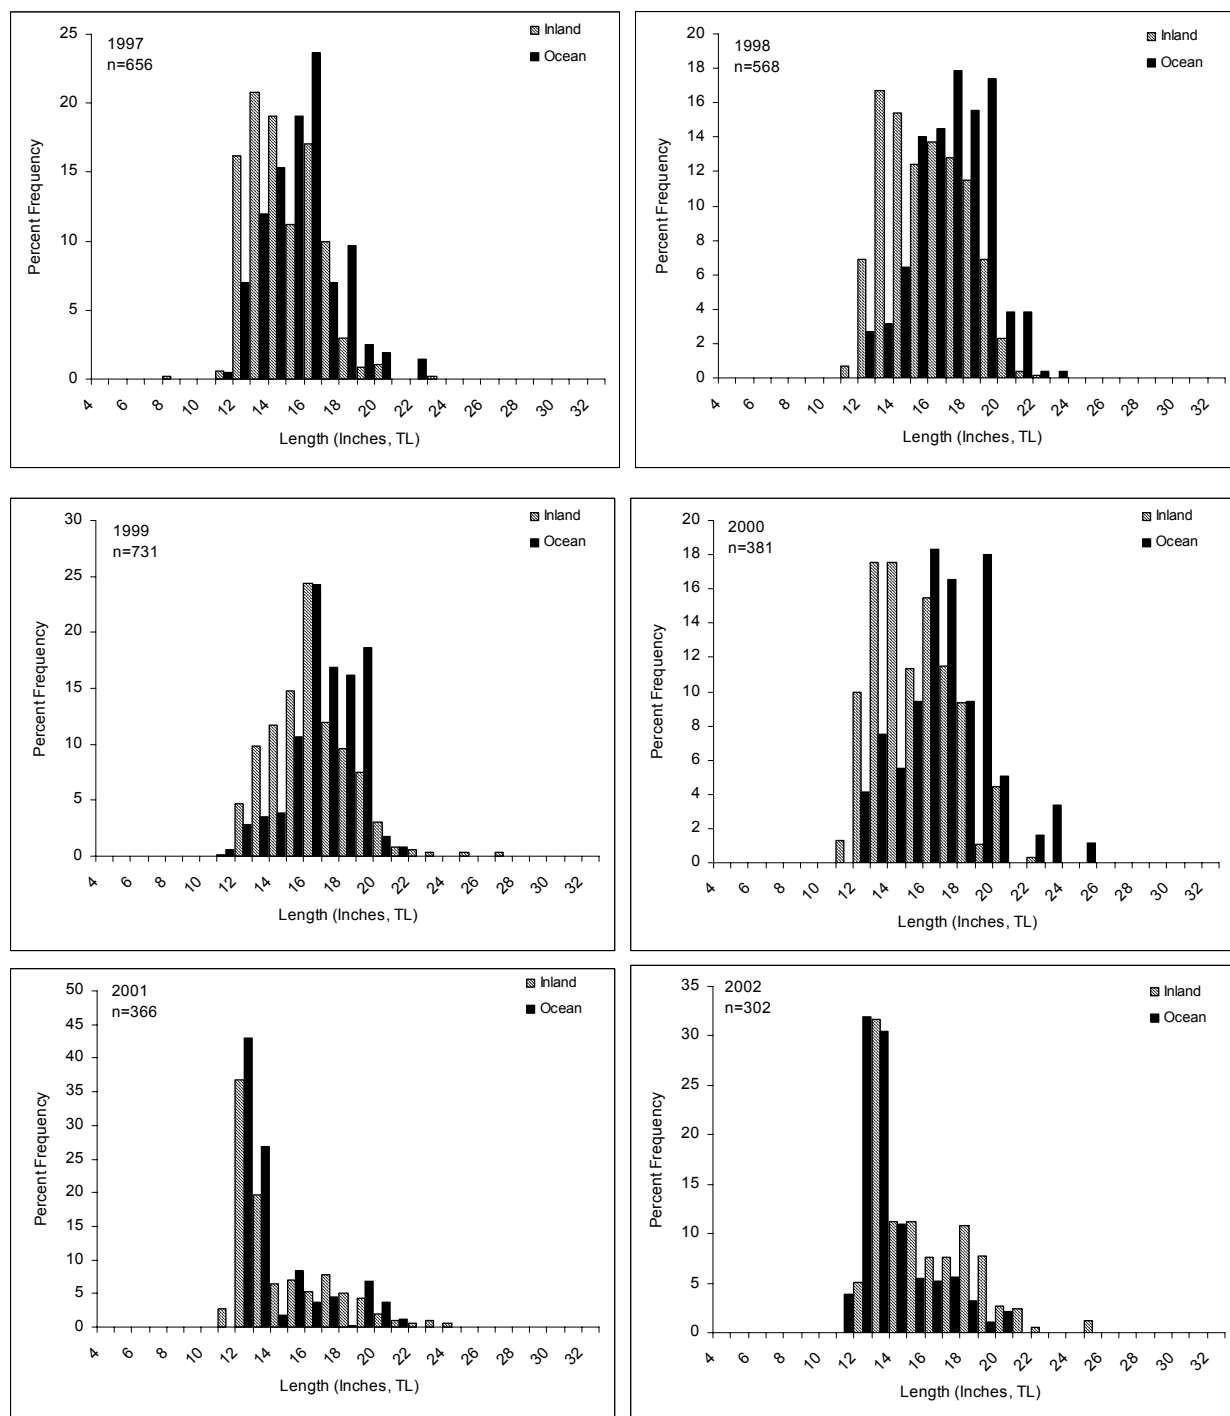 1997
n=656
Inland
Ocean
25
20
15
10
5
0
Percent Frequency
4 6 8 10 12 14 16 18 20 22 24 26 28 30 32
Length (Inches, TL)
1998
n=568
Inland
Ocean
20
18
16
14
12
10
8
6
4
2
0
Percent Frequency
4 6 8 10 12 14 16 18 20 22 24 26 28 30 32
Length (Inches, TL)
1999
n=731
Inland
Ocean
30
25
20
15
10
5
0
Percent Frequency
4 6 8 10 12 14 16 18 20 22 24 26 28 30 32
Length (Inches, TL)
2000
n=381
Inland
Ocean
20
18
16
14
12
10
8
6
4
2
0
Percent Frequency
4 6 8 10 12 14 16 18 20 22 24 26 28 30 32
Length (Inches, TL)
2001
n=366
Inland
Ocean
50
45
40
35
30
25
20
15
10
5
0
Percent Frequency
4 6 8 10 12 14 16 18 20 22 24 26 28 30 32
Length (Inches, TL)
2002
n=302
Inland
Ocean
35
30
25
20
15
10
5
0
Percent Frequency
4 6 8 10 12 14 16 18 20 22 24 26 28 30 32
Length (Inches, TL)